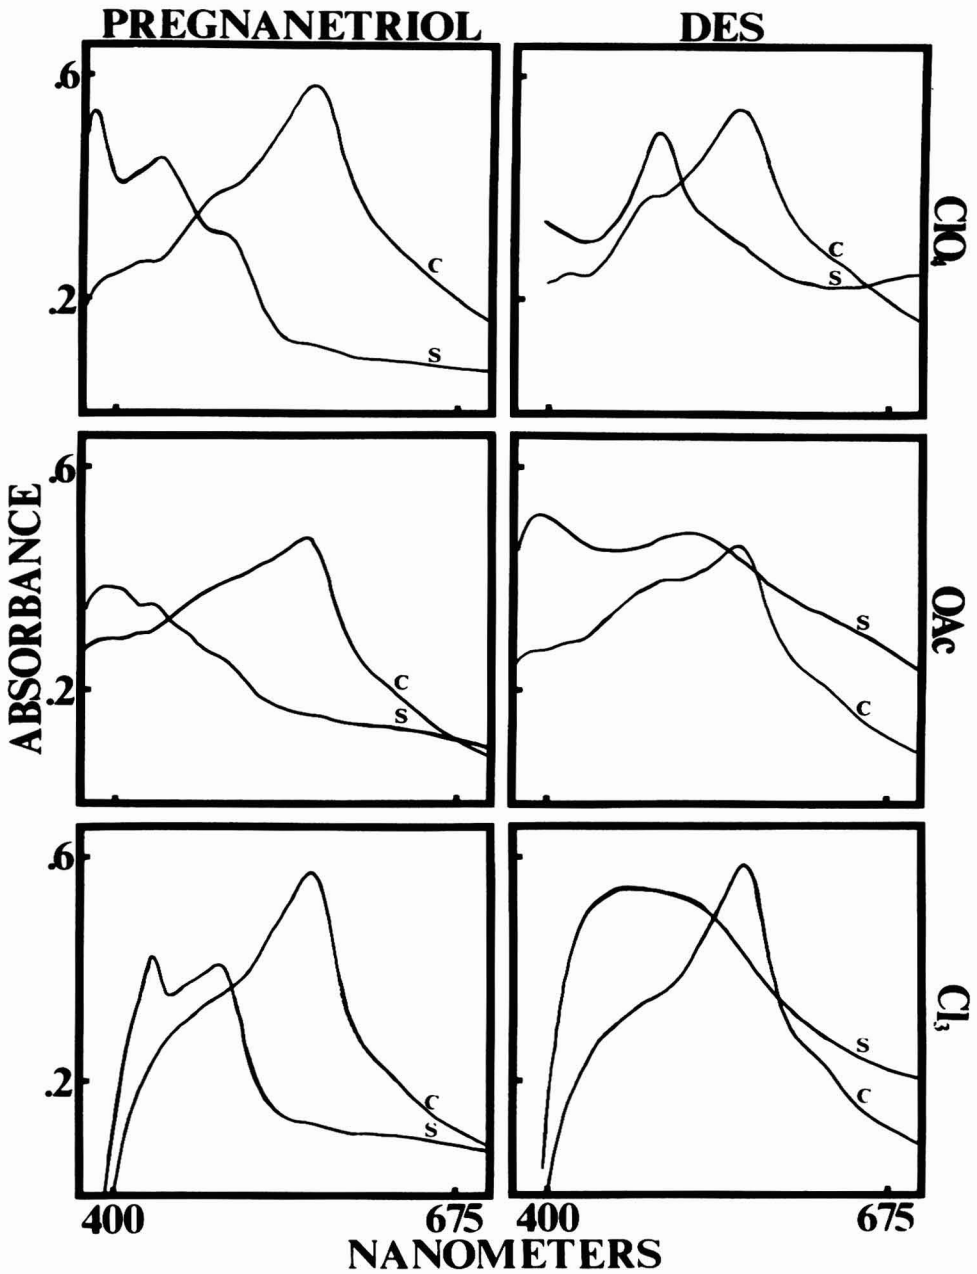 PREGNANETRIOL DES
.6
C
S
.2
C
S
ClO4
ABSORBANCE
.6
C
S
.2
S
C
OAc
.6
C
S
.2
S
C
Cl3
400 675 400 675
NANOMETERS